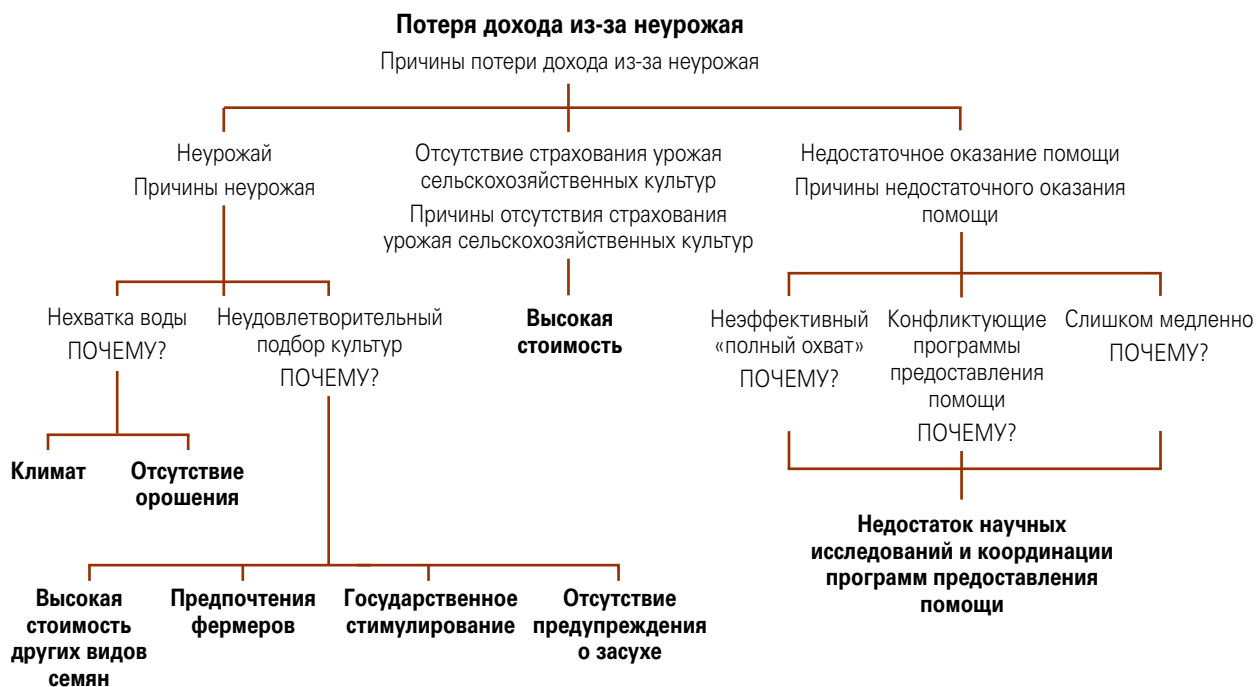 Потеря дохода из-за неурожая
Причины потери дохода из-за неурожая
Неурожай
Причины неурожая
Отсутствие страхования урожая
сельскохозяйственных культур
Причины отсутствия страхования
урожая сельскохозяйственных культур
Недостаточное оказание помощи
Причины недостаточного оказания
помощи
Нехватка воды
ПОЧЕМУ?
Неудовлетворительный
подбор культур
ПОЧЕМУ?
Высокая
стоимость
Неэффективный
«полный охват»
ПОЧЕМУ?
Конфликтующие
программы
предоставления
помощи
ПОЧЕМУ?
Слишком медленно
ПОЧЕМУ?
Климат
Отсутствие
орошения
Недостаток научных
исследований и координации
программ предоставления
помощи
Высокая
стоимость
других видов
семян
Предпочтения
фермеров
Государственное
стимулирование
Отсутствие
предупреждения
о засухе